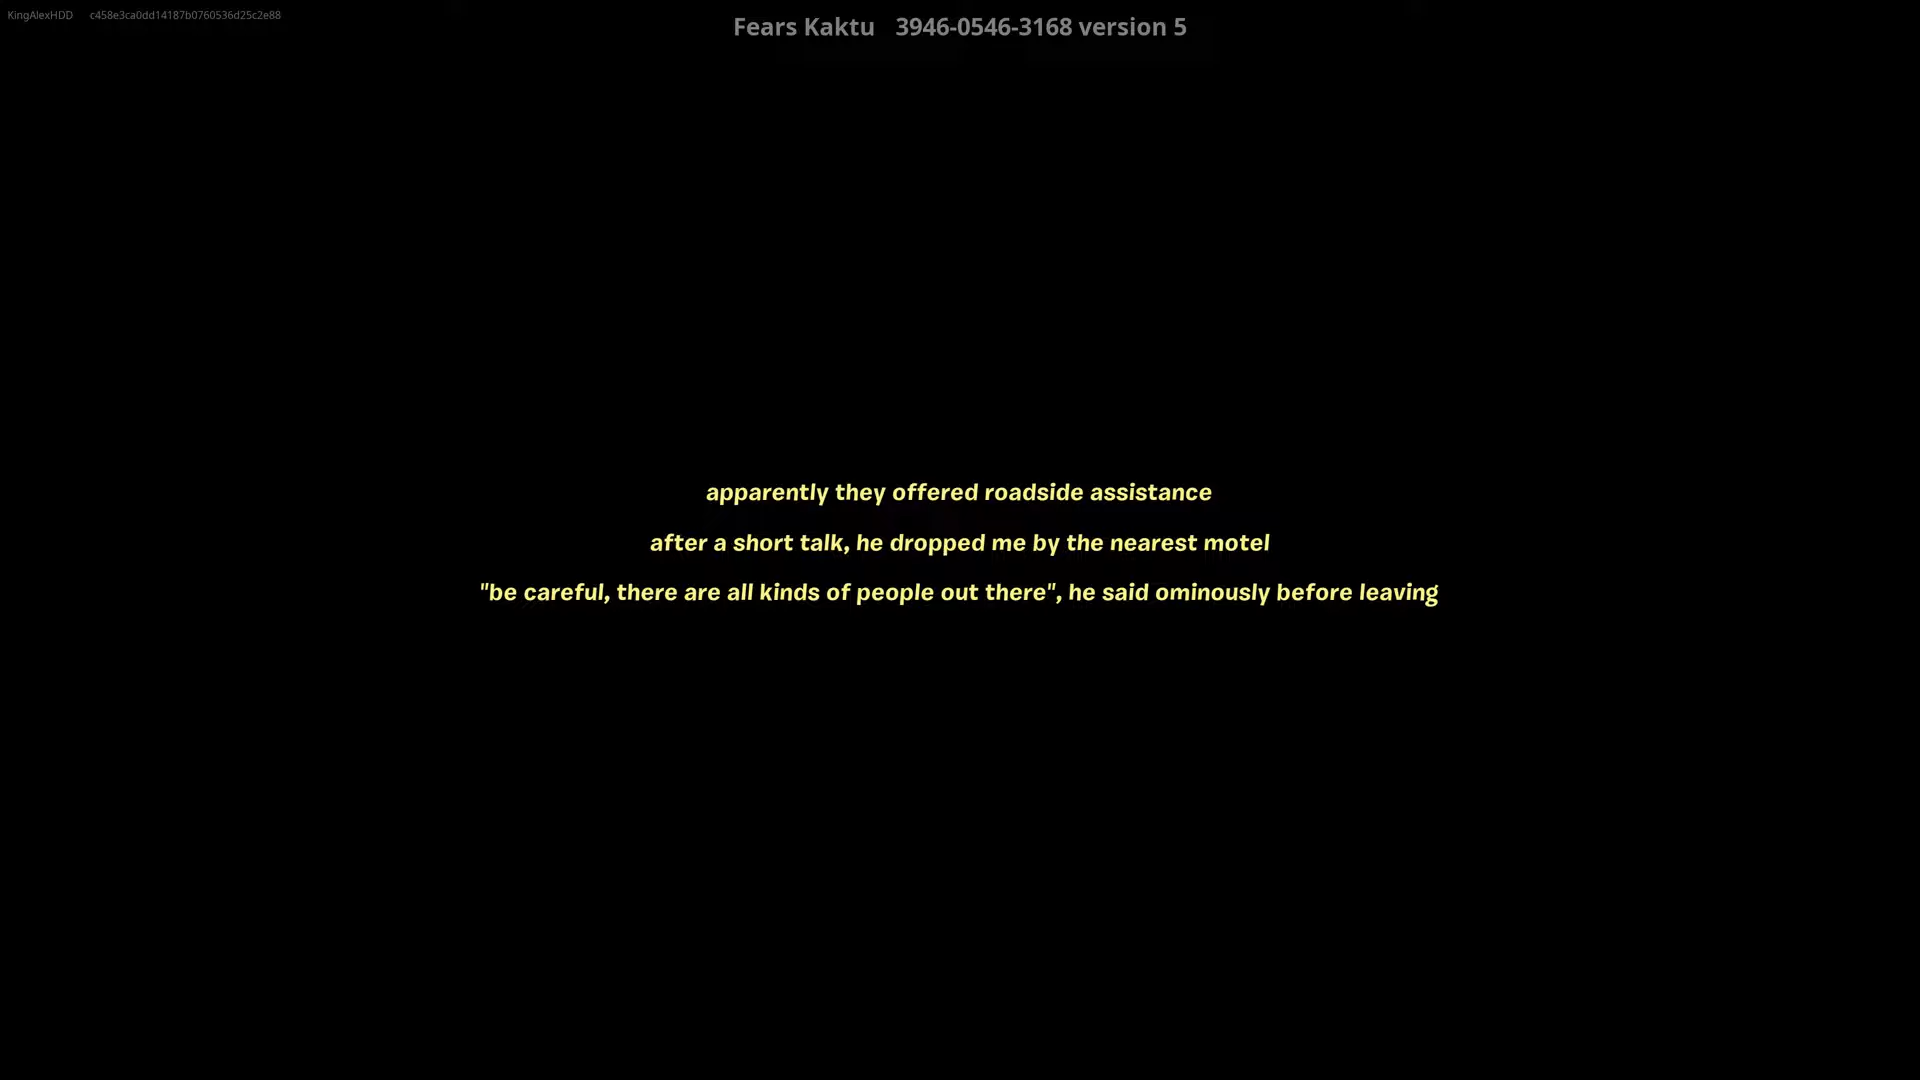 KingAlexHDD c458e3ca0dd14187b0760536d25c2e88
Fears Kaktu 3946-0546-3168 version 5
apparently they offered roadside assistance
after a short talk, he dropped me by the nearest motel
"be careful, there are all kinds of people out there", he said ominously before leaving